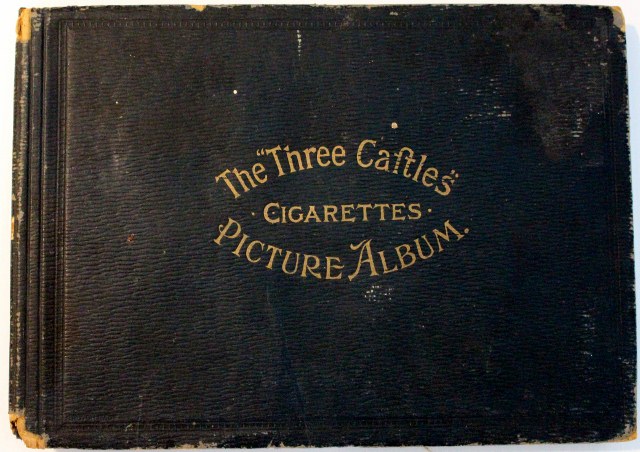 The "Three Castles"
· CIGARETTES ·
PICTURE ALBUM.